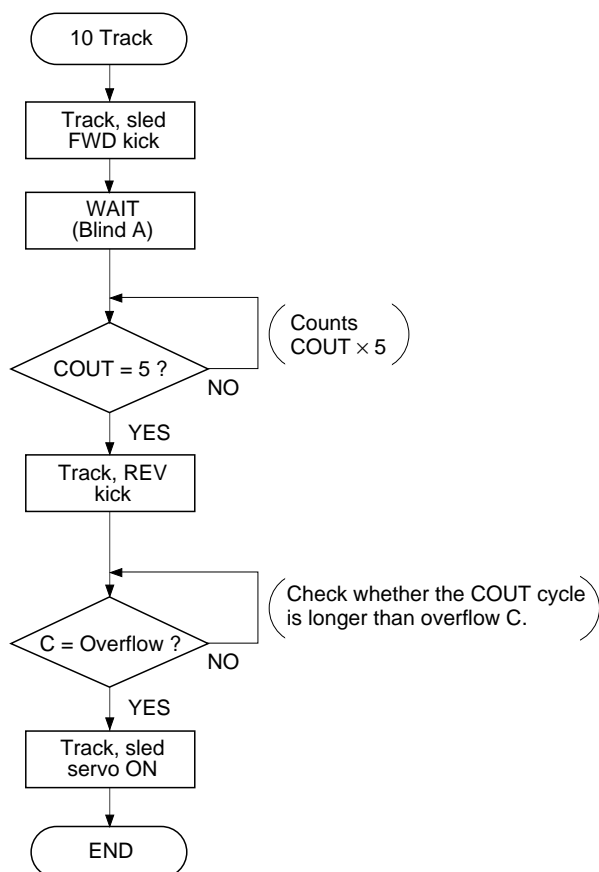 10 Track
Track, sled
FWD kick
WAIT
(Blind A)
Counts
COUT × 5
COUT = 5 ?
NO
YES
Track, REV
kick
Check whether the COUT cycle
is longer than overflow C.
C = Overflow ?
NO
YES
Track, sled
servo ON
END